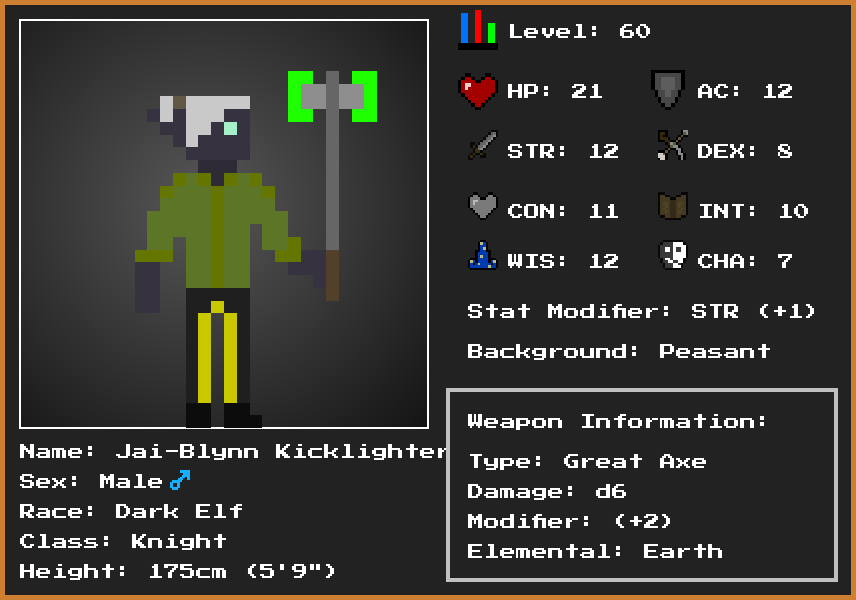 Level: 60
HP: 21
AC: 12
STR: 12
DEX: 8
CON: 11
INT: 10
WIS: 12
CHA: 7
Stat Modifier: STR (+1)
Background: Peasant
Name: Jai-Blynn Kicklighter
Sex: Male♂
Race: Dark Elf
Class: Knight
Height: 175cm (5'9")
Weapon Information:
Type: Great Axe
Damage: d6
Modifier: (+2)
Elemental: Earth